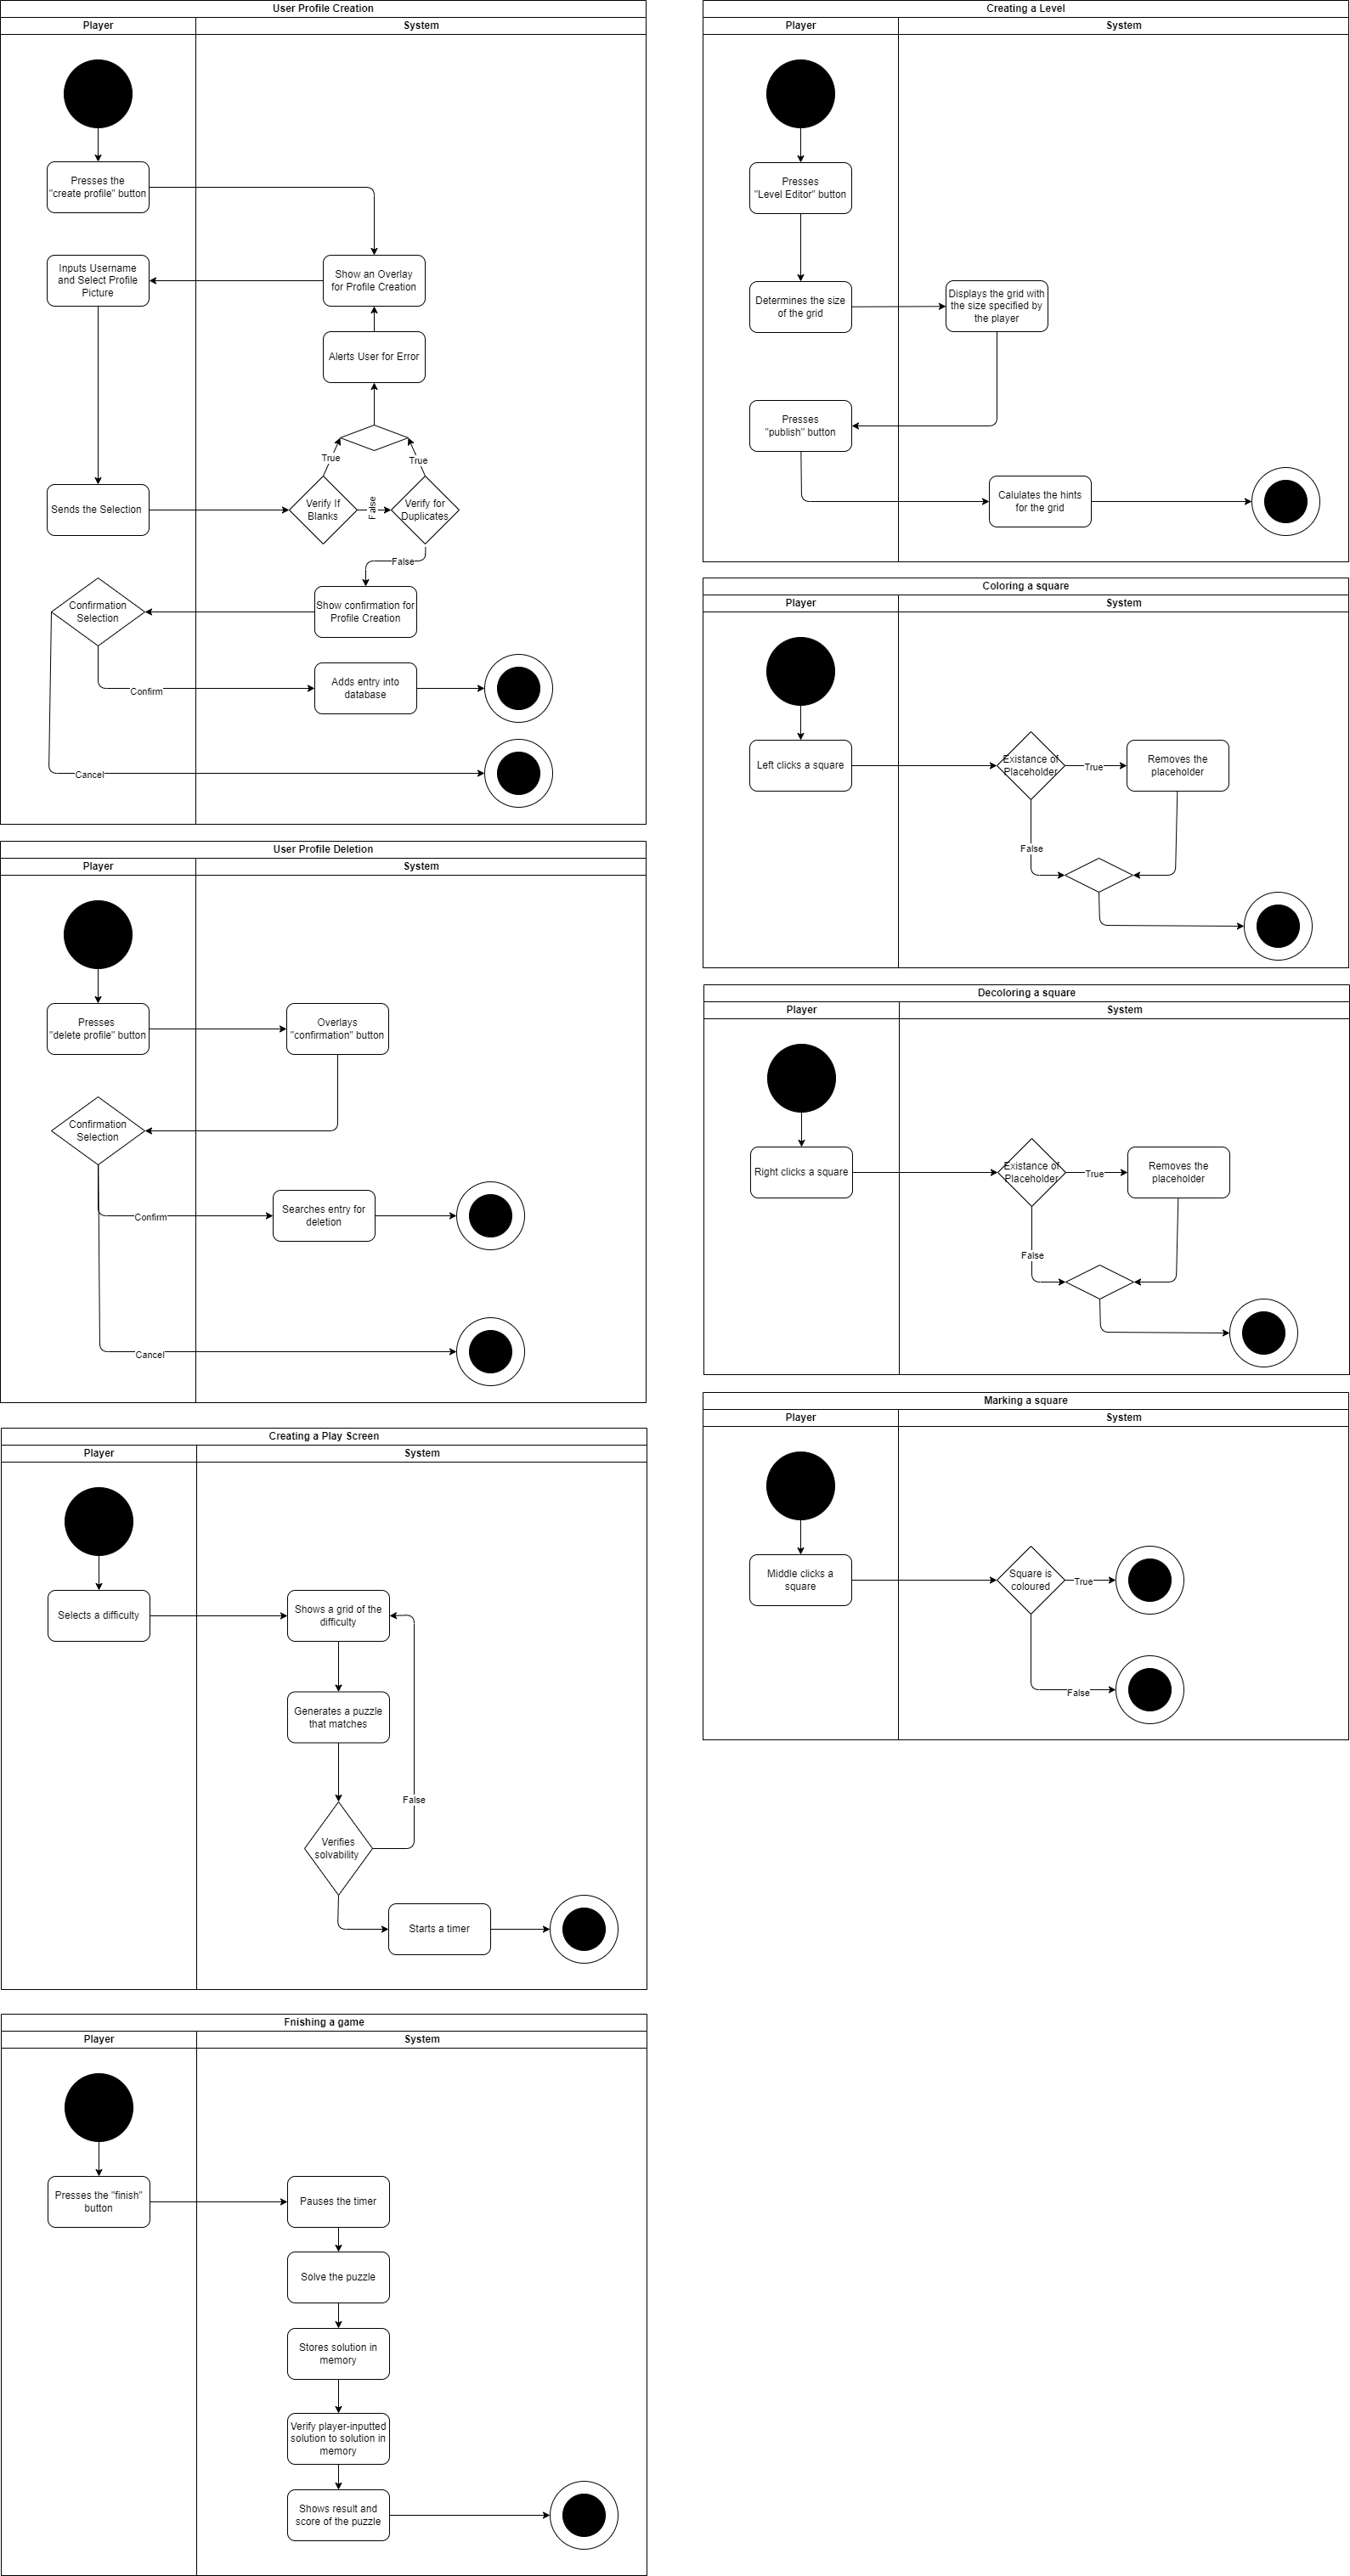 User Profile Creation
Player
System
Presses the
"create profile" button
Inputs Username
and Select Profile
Picture
Show an Overlay
for Profile Creation
Alerts User for Error
True
True
Sends the Selection
Verify If
Blanks
False
Verify for
Duplicates
False
Confirmation
Selection
Show confirmation for
Profile Creation
Confirm
Adds entry into
database
Cancel
User Profile Deletion
Player
System
Presses
"delete profile" button
Overlays
"confirmation" button
Confirmation
Selection
Confirm
Searches entry for
deletion
Cancel
Creating a Play Screen
Player
System
Selects a difficulty
Shows a grid of the
difficulty
Generates a puzzle
that matches
False
Verifies
solvability
Starts a timer
Fnishing a game
Player
System
Presses the "finish"
button
Pauses the timer
Solve the puzzle
Stores solution in
memory
Verify player-inputted
solution to solution in
memory
Shows result and
score of the puzzle
Creating a Level
Player
System
Presses
"Level Editor" button
Determines the size
of the grid
Displays the grid with
the size specified by
the player
Presses
"publish" button
Calulates the hints
for the grid
Coloring a square
Player
System
Left clicks a square
Existance of
Placeholder
True
Removes the
placeholder
False
Decoloring a square
Player
System
Right clicks a square
Existance of
Placeholder
True
Removes the
placeholder
False
Marking a square
Player
System
Middle clicks a
square
Square is
coloured
True
False